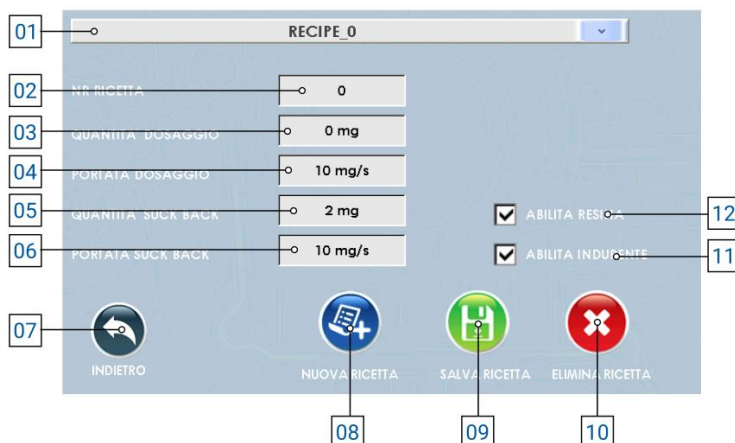 01
RECIPE_0
02
NR RICETTA
0
03
QUANTITA DOSAGGIO
0 mg
04
PORTATA DOSAGGIO
10 mg/s
05
QUANTITA SUCK BACK
2 mg
ABILITA RESINA
12
06
PORTATA SUCK BACK
10 mg/s
ABILITA INDURENTE
11
07
INDIETRO
NUOVA RICETTA
SALVA RICETTA
ELIMINA RICETTA
08
09
10